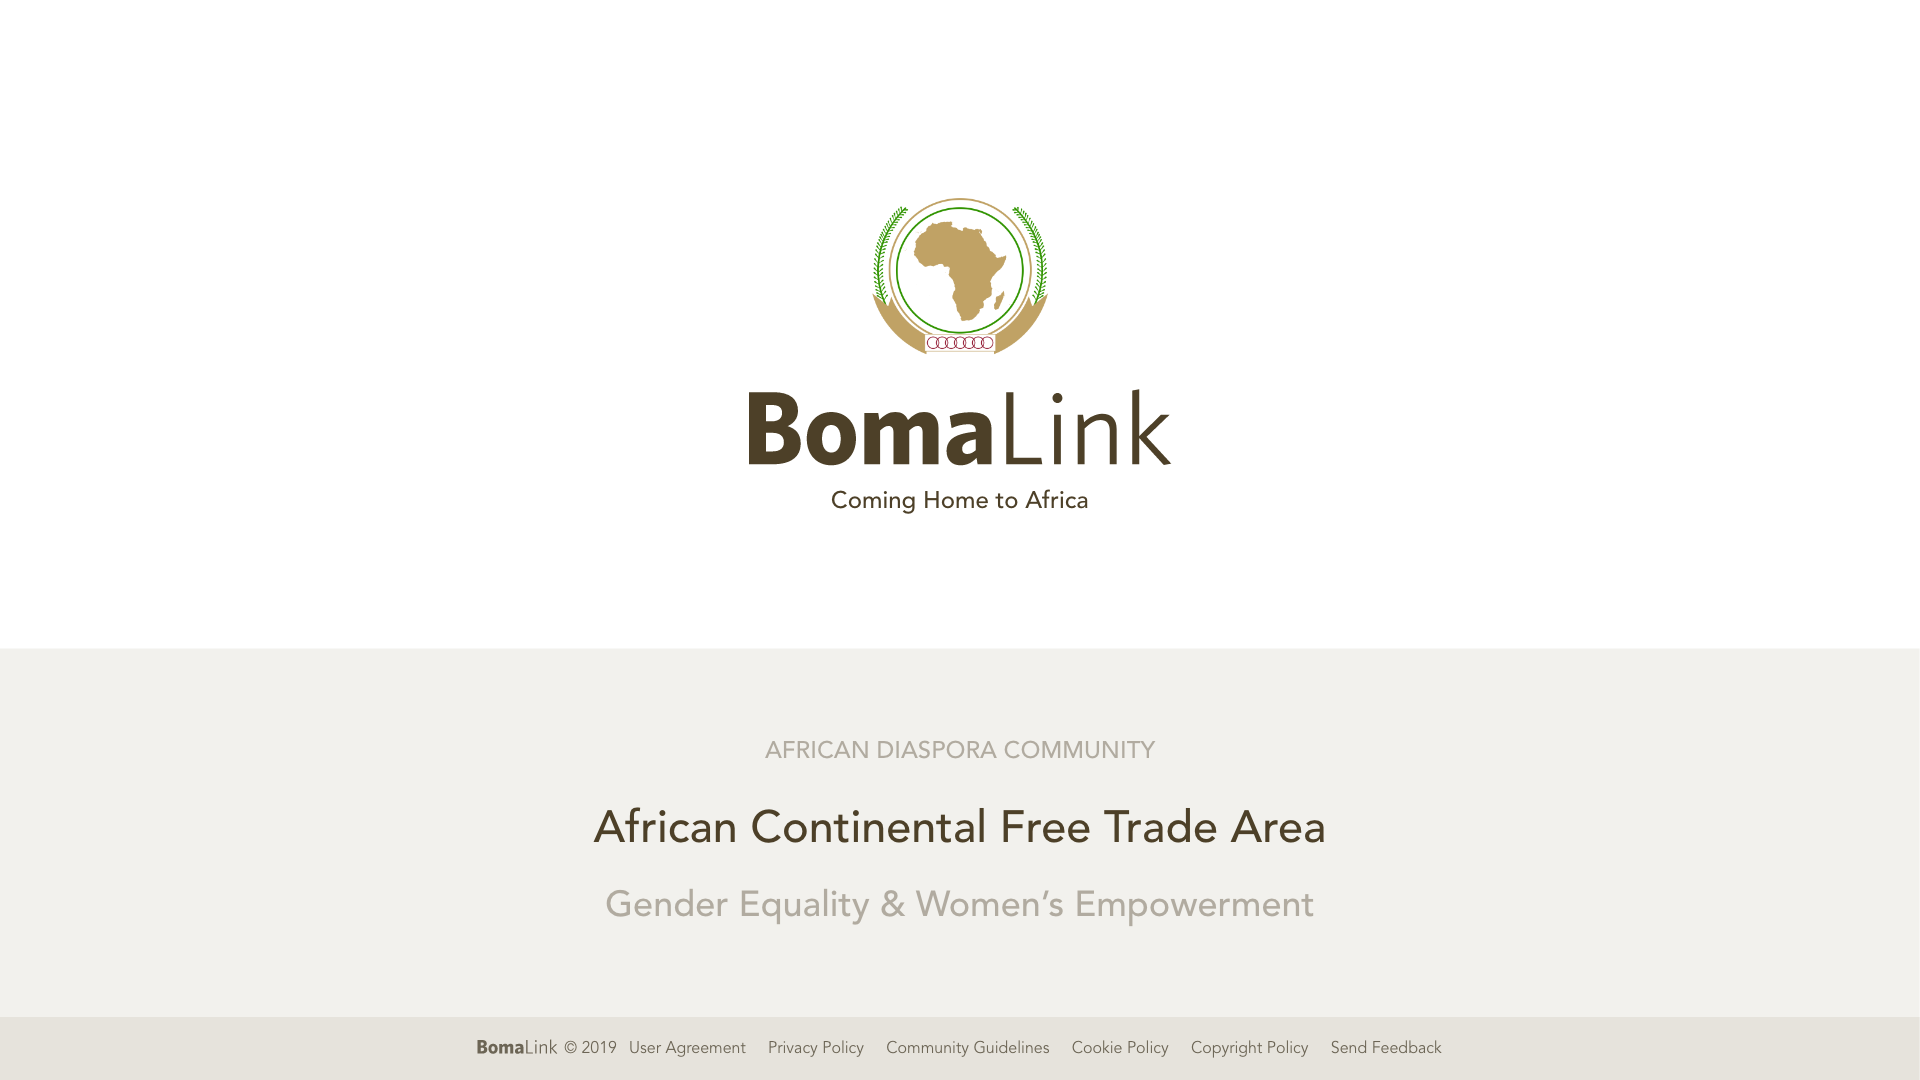 BomaLink
Coming Home to Africa
AFRICAN DIASPORA COMMUNITY
African Continental Free Trade Area
Gender Equality & Women’s Empowerment
BomaLink © 2019 User Agreement Privacy Policy Community Guidelines Cookie Policy Copyright Policy Send Feedback